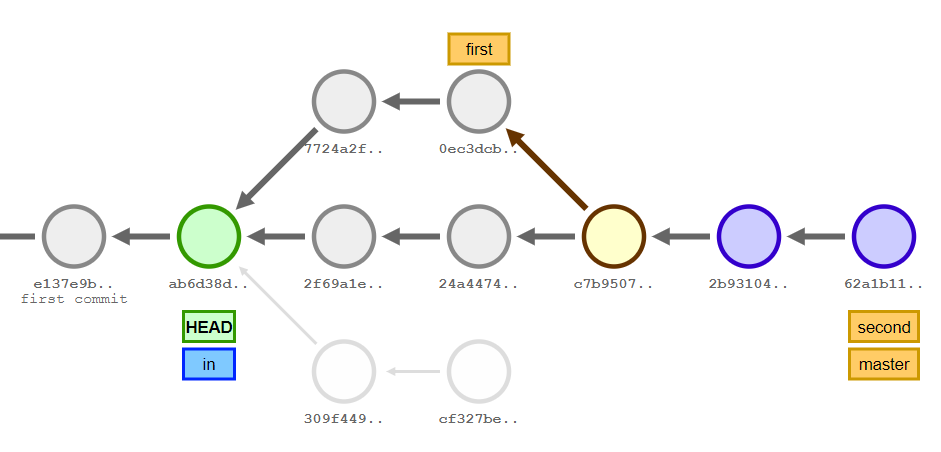 first
7724a2f..
0ec3dcb..
e137e9b..
first commit
ab6d38d..
2f69a1e..
24a4474..
c7b9507..
2b93104..
62a1b11..
HEAD
in
second
master
309f449..
cf327be..